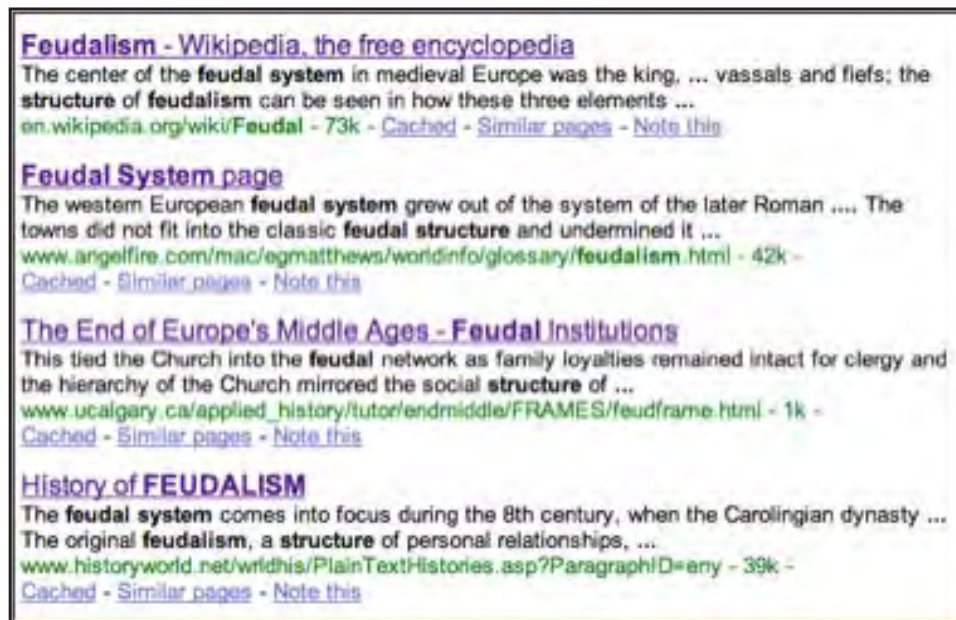 Feudalism - Wikipedia, the free encyclopedia
The center of the feudal system in medieval Europe was the king, ... vassals and fiefs; the
structure of feudalism can be seen in how these three elements ...
en.wikipedia.org/wiki/Feudal - 73k - Cached - Similar pages - Note this
Feudal System page
The western European feudal system grew out of the system of the later Roman .... The
towns did not fit into the classic feudal structure and undermined it ...
www.angelfire.com/mac/egmatthews/worldinfo/glossary/feudalism.html - 42k -
Cached - Similar pages - Note this
The End of Europe's Middle Ages - Feudal Institutions
This tied the Church into the feudal network as family loyalties remained intact for clergy and
the hierarchy of the Church mirrored the social structure of ...
www.ucalgary.ca/applied_history/tutor/endmiddle/FRAMES/feudframe.html - 1k -
Cached - Similar pages - Note this
History of FEUDALISM
The feudal system comes into focus during the 8th century, when the Carolingian dynasty ...
The original feudalism, a structure of personal relationships, ...
www.historyworld.net/wrldhis/PlainTextHistories.asp?ParagraphID=eny - 39k -
Cached - Similar pages - Note this